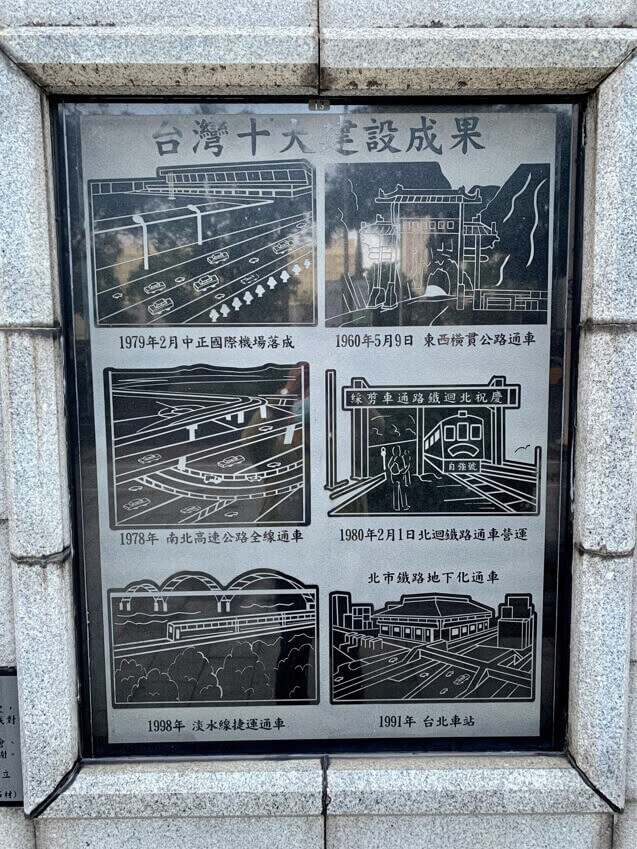 台灣十大建設成果
1979年2月中正國際機場落成
1960年5月9日 東西橫貫公路通車
綵剪車通路鐵迴北祝慶
自強號
1978年 南北高速公路全線通車
1980年2月1日北迴鐵路通車營運
北市鐵路地下化通車
1998年 淡水線捷運通車
1991年 台北車站